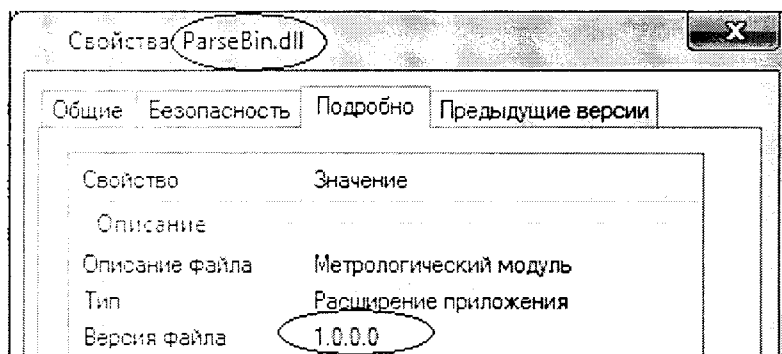 Свойства: ParseBin.dll
X
Общие Безопасность Подробно Предыдущие версии
Свойство Значение
Описание
Описание файла Метрологический модуль
Тип Расширение приложения
Версия файла 1.0.0.0